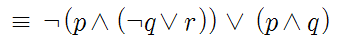 ≡ ¬(p ∧ (¬q ∨ r)) ∨ (p ∧ q)